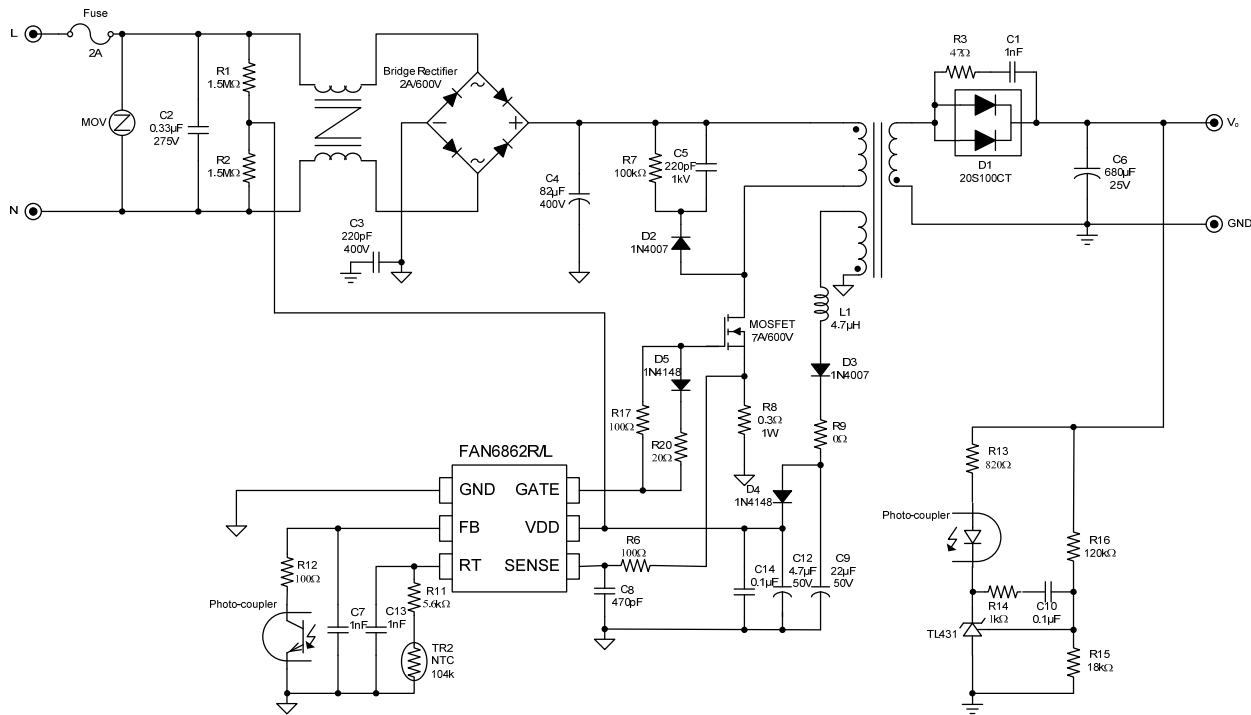 Fuse
L
2A
R1
1.5MΩ
MOV
C2
0.33µF
275V
R2
1.5MΩ
N
Bridge Rectifier
2A/600V
C3
220pF
400V
C4
82µF
400V
R7
100kΩ
C5
220pF
1kV
D2
1N4007
R3
47Ω
C1
1nF
D1
20S100CT
Vo
C6
680µF
25V
GND
L1
4.7µH
MOSFET
7A/600V
D5
1N4148
D3
1N4007
R17
100Ω
R20
20Ω
R8
0.3Ω
1W
R9
0Ω
FAN6862R/L
GND
GATE
FB
VDD
RT
SENSE
D4
1N4148
R13
820Ω
Photo-coupler
R16
120kΩ
R6
100Ω
R12
100Ω
C8
470pF
C14
0.1µF
C12
4.7µF
50V
C9
22µF
50V
Photo-coupler
C7
1nF
C13
1nF
R11
5.6kΩ
R14
1kΩ
C10
0.1µF
TL431
TR2
NTC
104k
R15
18kΩ